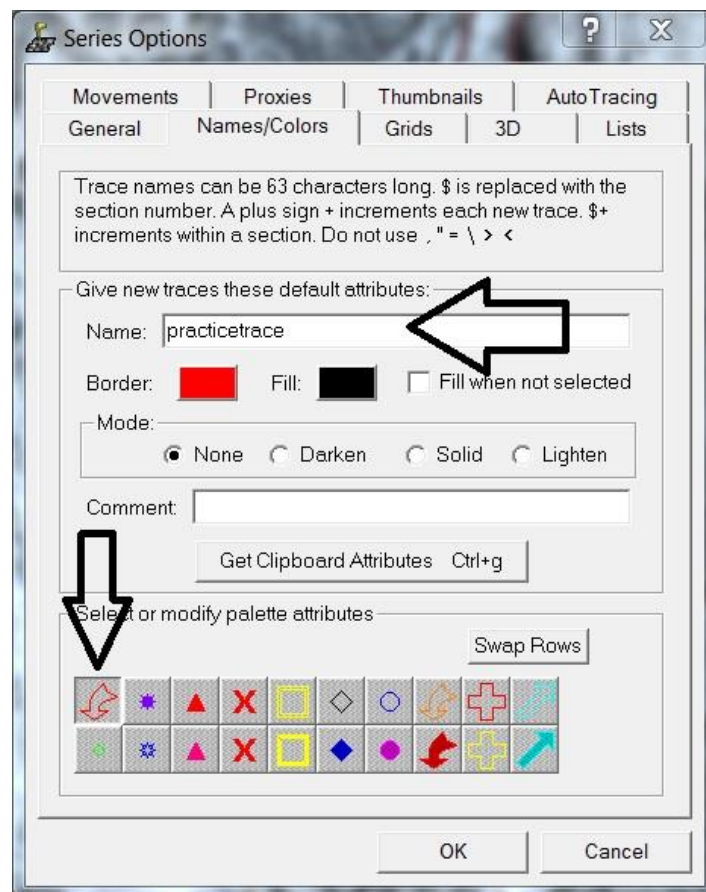 Series Options
?
X
Movements Proxies Thumbnails AutoTracing
General Names/Colors Grids 3D Lists
Trace names can be 63 characters long. $ is replaced with the
section number. A plus sign + increments each new trace. $+
increments within a section. Do not use , " = \ > <
Give new traces these default attributes:
Name: practicetrace
Border: Fill: Fill when not selected
Mode:
None Darken Solid Lighten
Comment:
Get Clipboard Attributes Ctrl+g
Select or modify palette attributes
Swap Rows
OK Cancel